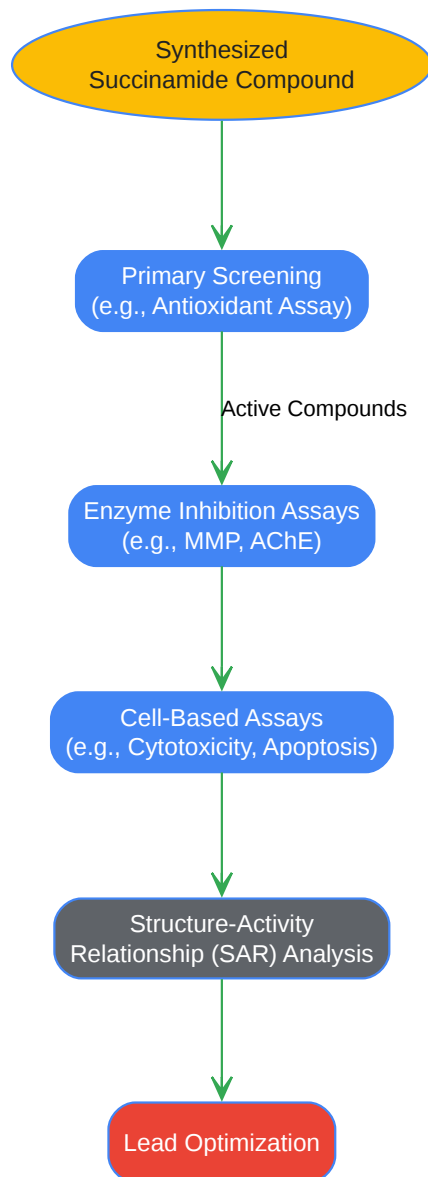 Synthesized
Succinamide Compound
Primary Screening
(e.g., Antioxidant Assay)
Active Compounds
Enzyme Inhibition Assays
(e.g., MMP, AChE)
Cell-Based Assays
(e.g., Cytotoxicity, Apoptosis)
Structure-Activity
Relationship (SAR) Analysis
Lead Optimization